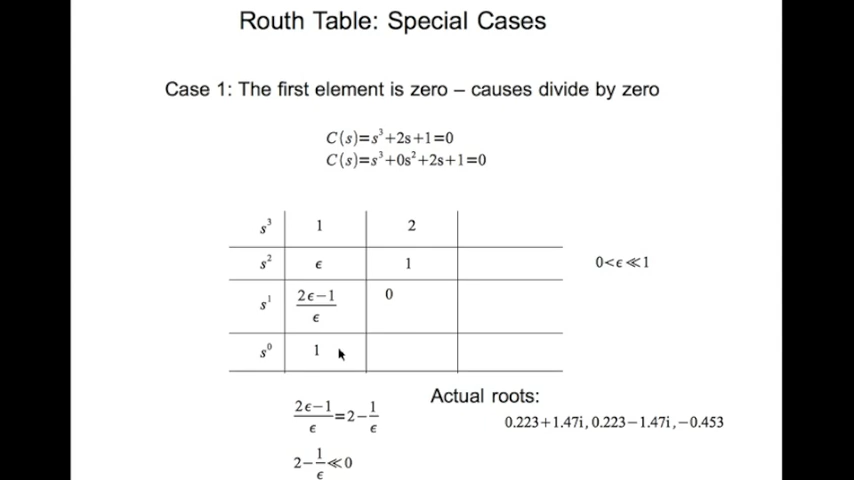 Routh Table: Special Cases
Case 1: The first element is zero – causes divide by zero
C(s)=s³+2s+1=0
C(s)=s³+0s²+2s+1=0
s³ 1 2
s² ϵ 1 0<ϵ≪1
s¹ (2ϵ−1)/ϵ 0
s⁰ 1
(2ϵ−1)/ϵ=2−1/ϵ
2−1/ϵ≪0
Actual roots:
0.223+1.47i, 0.223−1.47i, −0.453